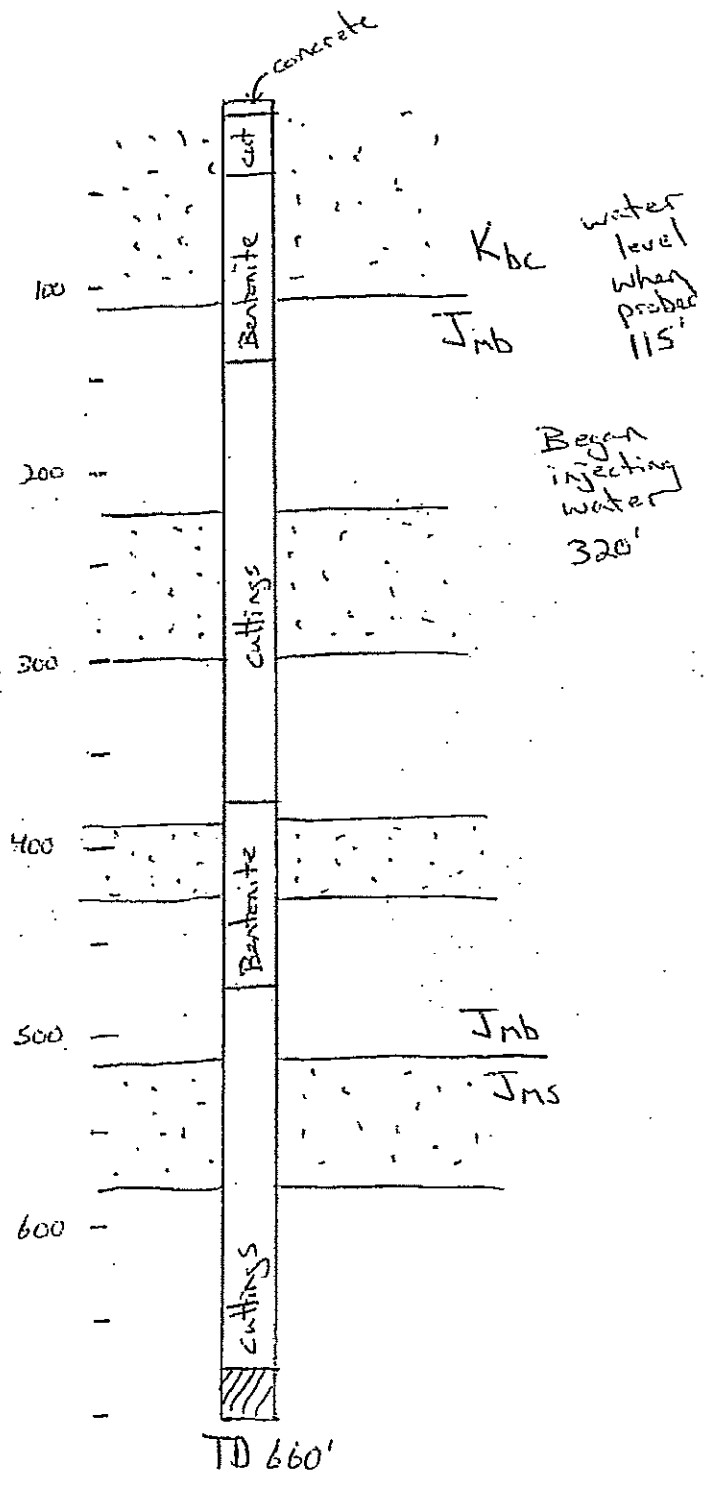 concrete
cut
Bentonite
Kbc
water
level
when
probed
115'
100
Jmb
Began
injecting
water
320'
200
cuttings
300
400
Bentonite
500
Jmb
Jms
600
cuttings
TD 660'